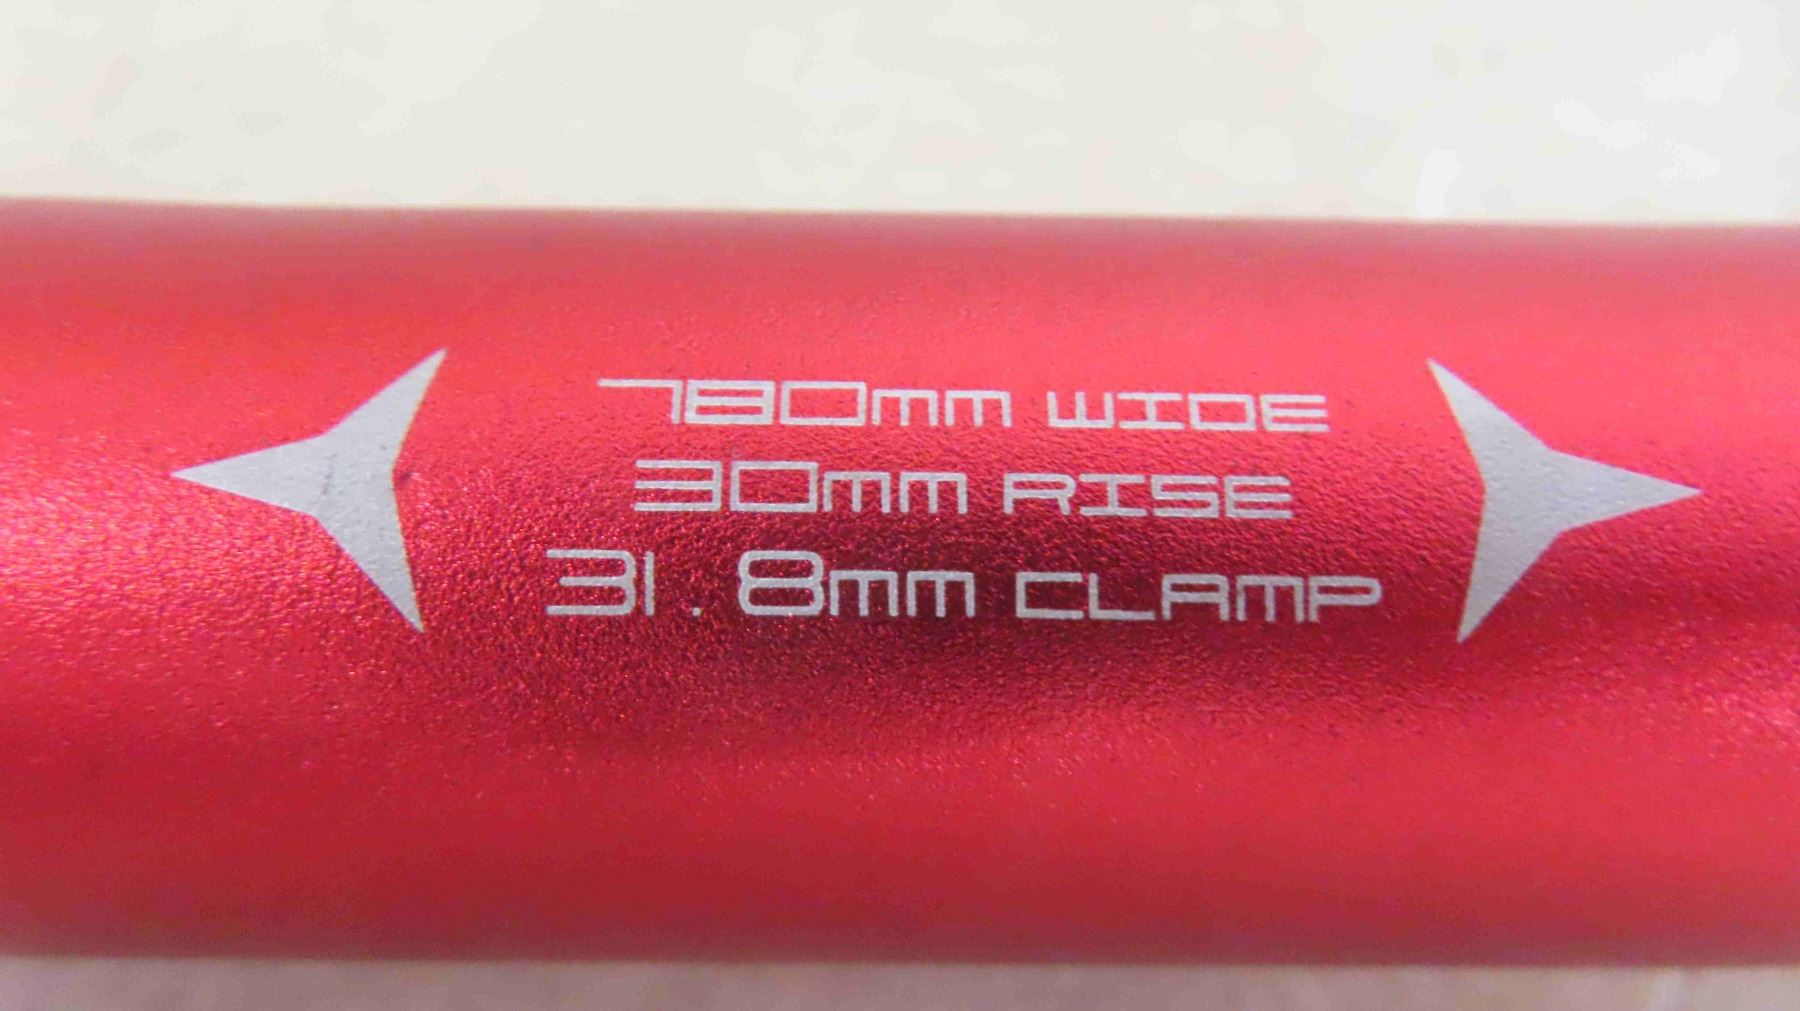 780mm WIDE
30mm RISE
31.8mm CLAMP